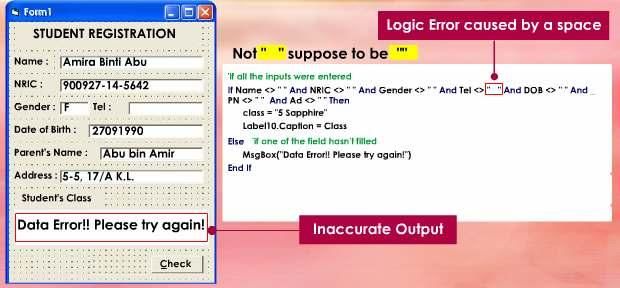 Form1
STUDENT REGISTRATION
Name : Amira Binti Abu
NRIC : 900927-14-5642
Gender : F Tel :
Date of Birth : 27091990
Parent's Name : Abu bin Amir
Address : 5-5, 17/A K.L.
Student's Class
Data Error!! Please try again!
Check
Logic Error caused by a space
Not "  " suppose to be ""
'if all the inputs were entered
If Name <> " " And NRIC <> " " And Gender <> " " And Tel <> "  " And DOB <> " " And _
PN <> " " And Ad <> " " Then
class = "5 Sapphire"
Label10.Caption = Class
Else 'if one of the field hasn't filled
MsgBox("Data Error!! Please try again!")
End If
Inaccurate Output